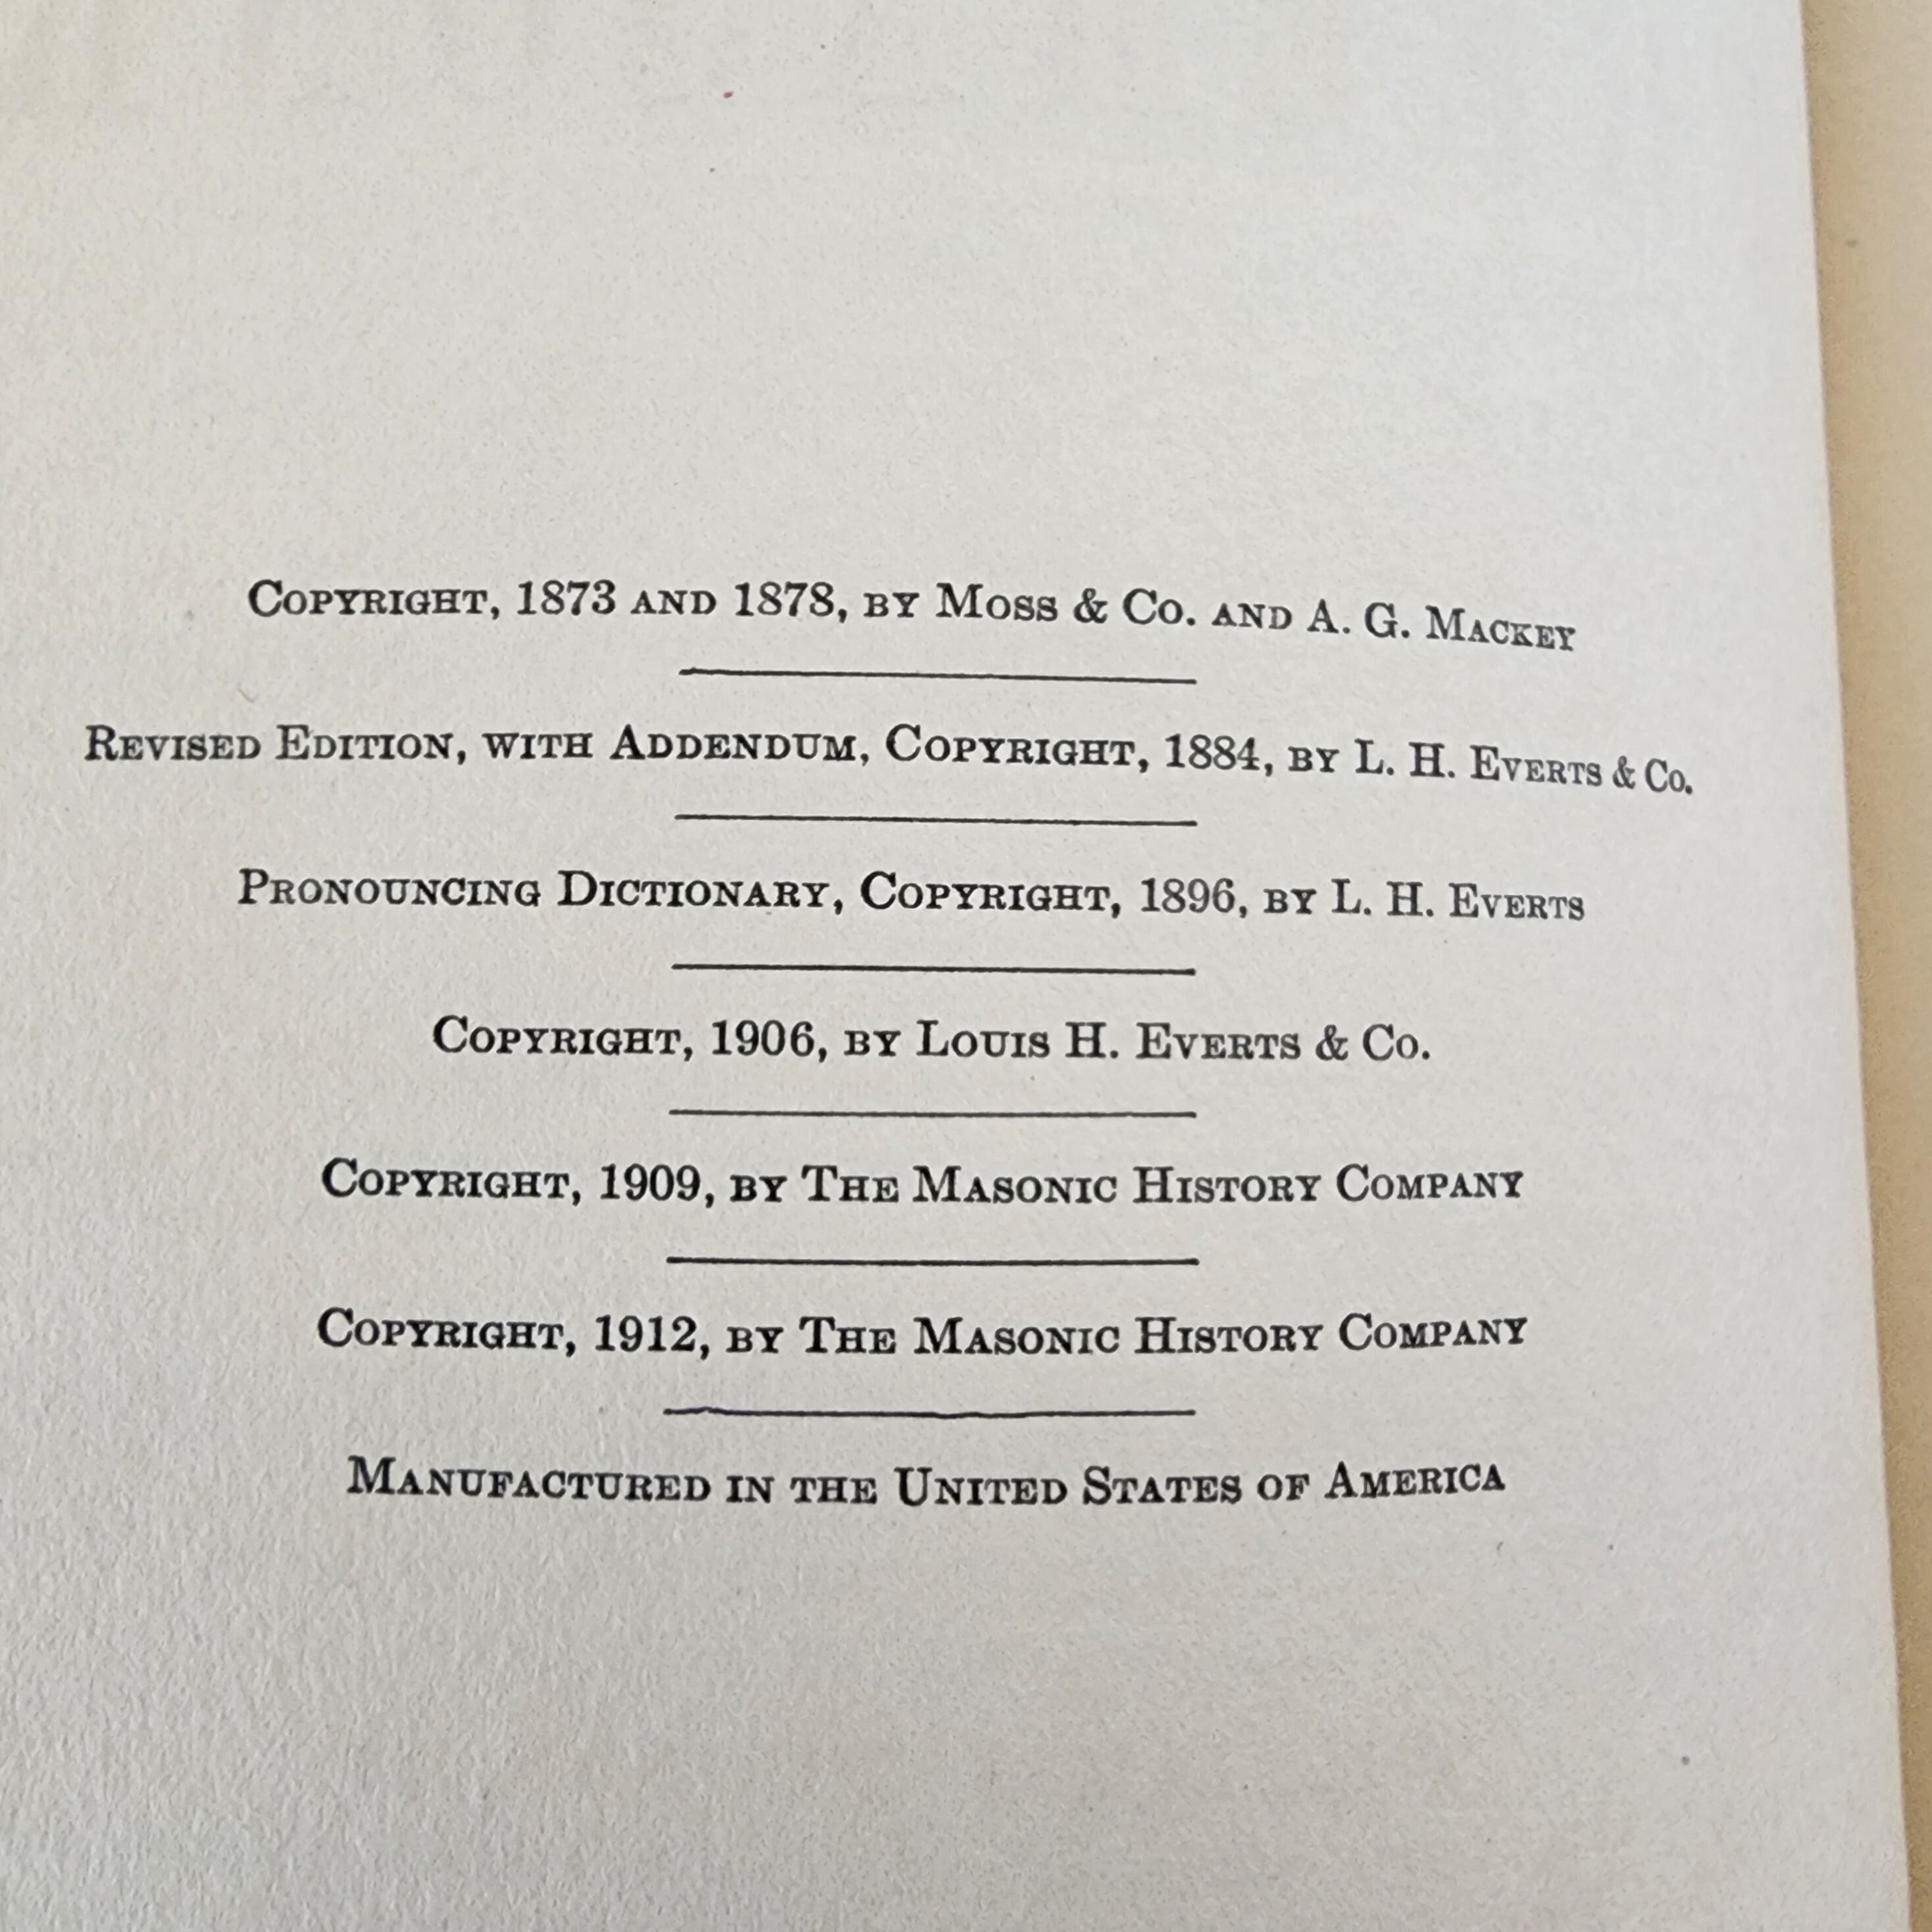 Copyright, 1873 and 1878, by Moss & Co. and A. G. Mackey
Revised Edition, with Addendum, Copyright, 1884, by L. H. Everts & Co.
Pronouncing Dictionary, Copyright, 1896, by L. H. Everts
Copyright, 1906, by Louis H. Everts & Co.
Copyright, 1909, by The Masonic History Company
Copyright, 1912, by The Masonic History Company
Manufactured in the United States of America